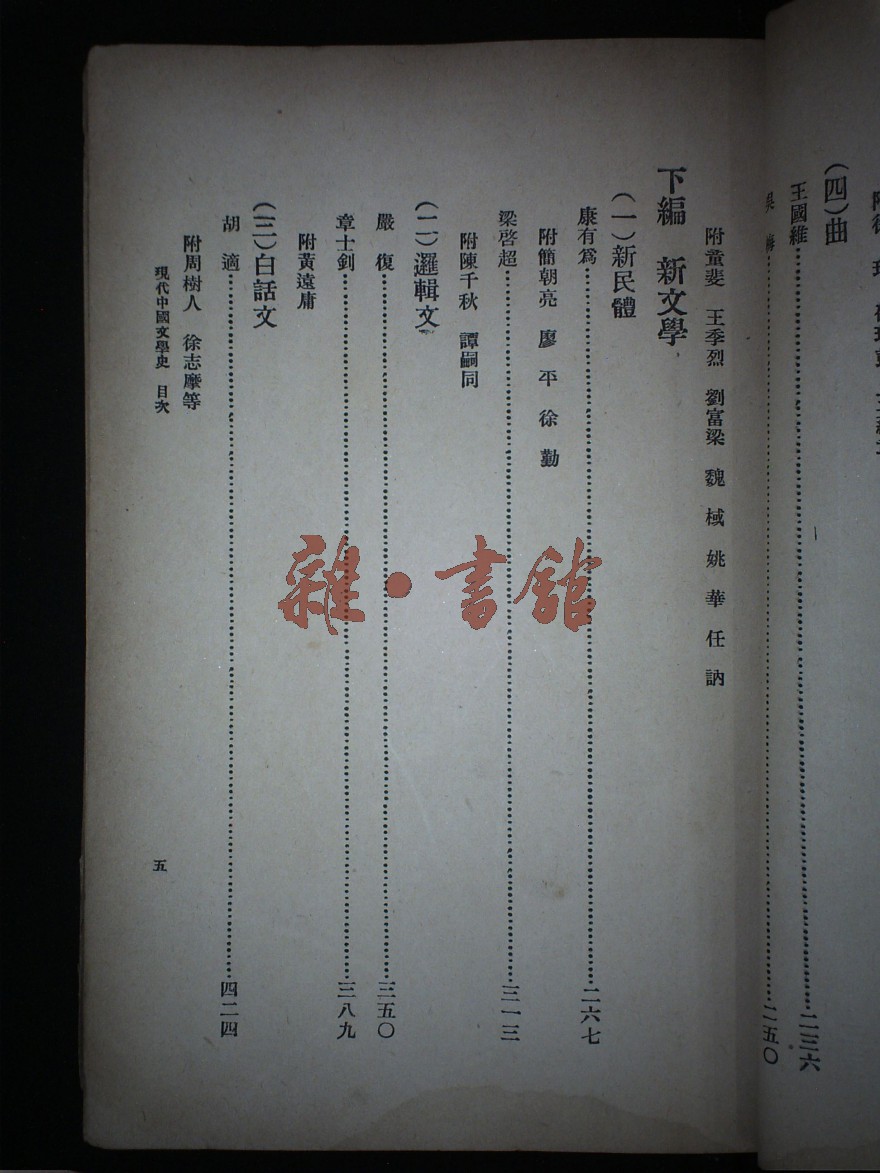 (四)曲
王國維……二三六
吳梅……二五〇
附童斐 王季烈 劉富梁 魏棫 姚華 任訥
下編 新文學
(一)新民體
康有爲……二六七
附簡朝亮 廖平 徐勤
梁啓超……三一三
附陳千秋 譚嗣同
(二)邏輯文
嚴復……三五〇
章士釗……三八九
附黃遠庸
(三)白話文
胡適……四二四
附周樹人 徐志摩等
現代中國文學史 目次
五
雜·書館